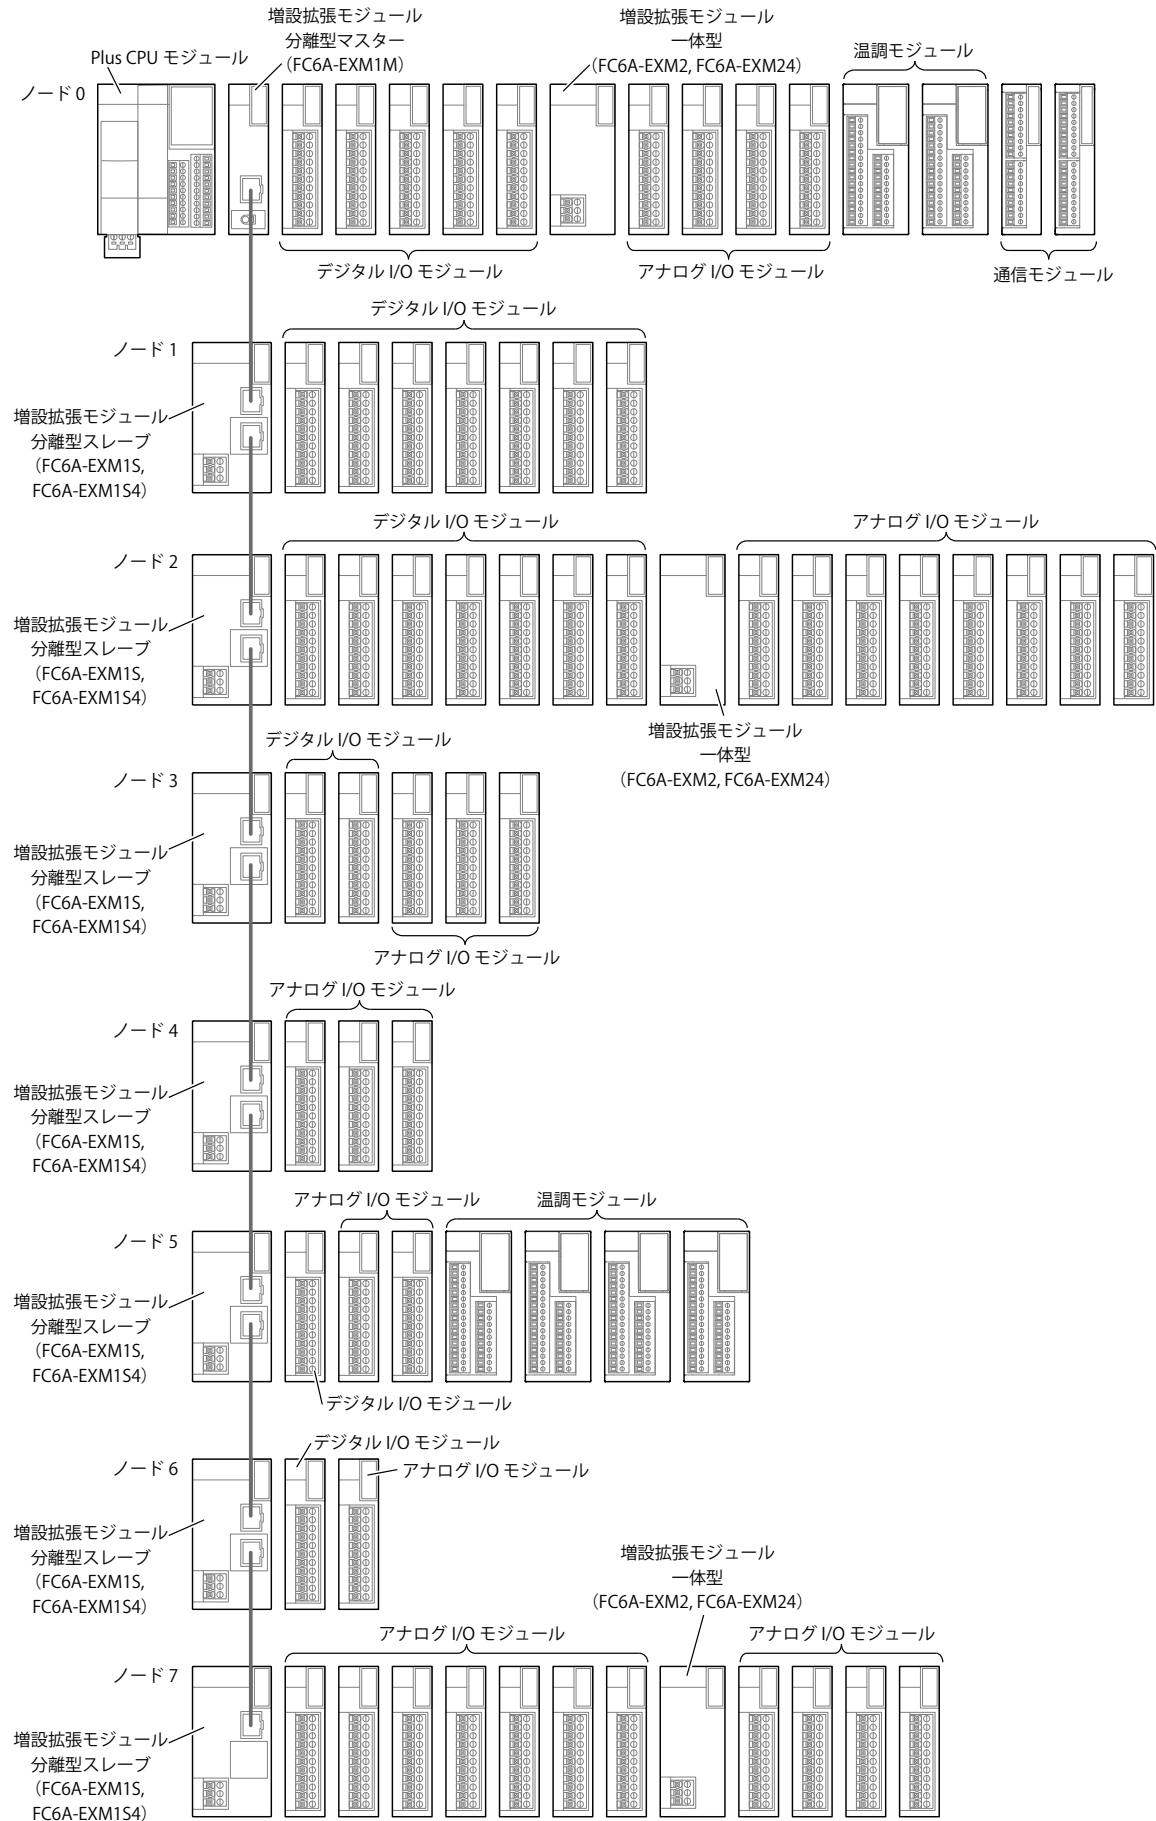 増設拡張モジュール
分離型マスター
（FC6A-EXM1M）
増設拡張モジュール
一体型
（FC6A-EXM2, FC6A-EXM24）
Plus CPU モジュール
温調モジュール
ノード 0
デジタル I/O モジュール
アナログ I/O モジュール
通信モジュール
デジタル I/O モジュール
ノード 1
増設拡張モジュール
分離型スレーブ
（FC6A-EXM1S,
FC6A-EXM1S4）
デジタル I/O モジュール
アナログ I/O モジュール
ノード 2
増設拡張モジュール
分離型スレーブ
（FC6A-EXM1S,
FC6A-EXM1S4）
増設拡張モジュール
一体型
（FC6A-EXM2, FC6A-EXM24）
デジタル I/O モジュール
ノード 3
増設拡張モジュール
分離型スレーブ
（FC6A-EXM1S,
FC6A-EXM1S4）
アナログ I/O モジュール
アナログ I/O モジュール
ノード 4
増設拡張モジュール
分離型スレーブ
（FC6A-EXM1S,
FC6A-EXM1S4）
アナログ I/O モジュール
温調モジュール
ノード 5
増設拡張モジュール
分離型スレーブ
（FC6A-EXM1S,
FC6A-EXM1S4）
デジタル I/O モジュール
デジタル I/O モジュール
ノード 6
アナログ I/O モジュール
増設拡張モジュール
分離型スレーブ
（FC6A-EXM1S,
FC6A-EXM1S4）
増設拡張モジュール
一体型
（FC6A-EXM2, FC6A-EXM24）
アナログ I/O モジュール
アナログ I/O モジュール
ノード 7
増設拡張モジュール
分離型スレーブ
（FC6A-EXM1S,
FC6A-EXM1S4）